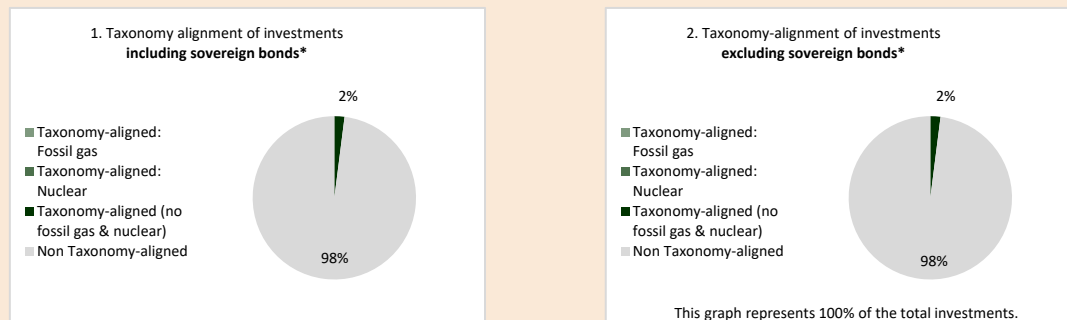 1. Taxonomy alignment of investments
including sovereign bonds*
2%
Taxonomy-aligned:
Fossil gas
Taxonomy-aligned:
Nuclear
Taxonomy-aligned (no
fossil gas & nuclear)
Non Taxonomy-aligned
98%
2. Taxonomy-alignment of investments
excluding sovereign bonds*
2%
Taxonomy-aligned:
Fossil gas
Taxonomy-aligned:
Nuclear
Taxonomy-aligned (no
fossil gas & nuclear)
Non Taxonomy-aligned
98%
This graph represents 100% of the total investments.